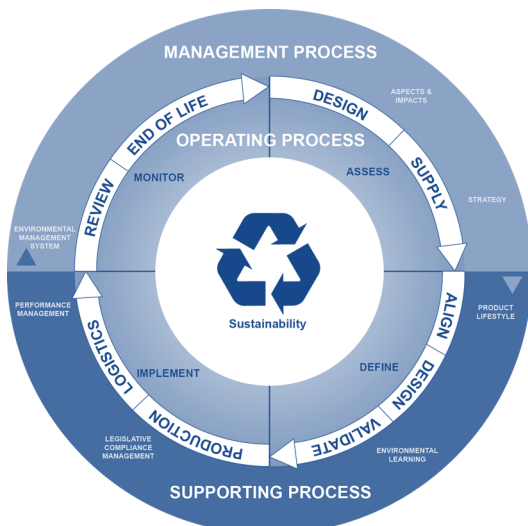 MANAGEMENT PROCESS
ASPECTS &
IMPACTS
END OF LIFE
DESIGN
OPERATING PROCESS
MONITOR
ASSESS
REVIEW
SUPPLY
STRATEGY
ENVIRONMENTAL
MANAGEMENT
SYSTEM
Sustainability
PERFORMANCE
MANAGEMENT
PRODUCT
LIFESTYLE
LOGISTICS
ALIGN
IMPLEMENT
DEFINE
DESIGN
PRODUCTION
VALIDATE
LEGISLATIVE
COMPLIANCE
MANAGEMENT
ENVIRONMENTAL
LEARNING
SUPPORTING PROCESS